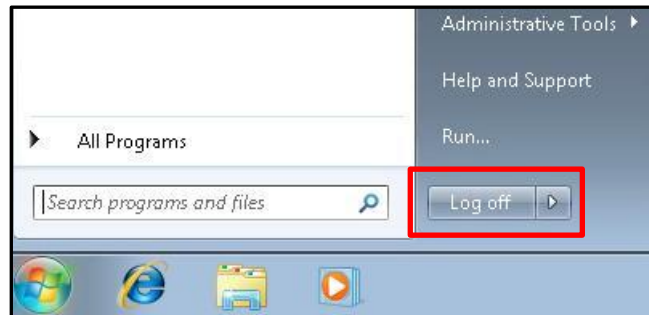 Administrative Tools
Help and Support
All Programs
Run...
Search programs and files
Log off